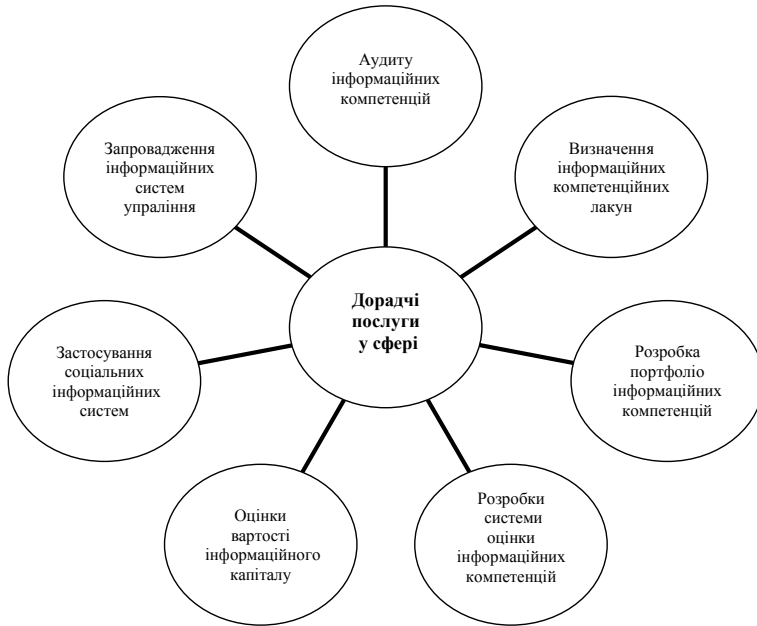 Аудиту
інформаційних
компетенцій
Визначення
інформаційних
компетенційних
лакун
Розробка
портфоліо
інформаційних
компетенцій
Розробки
системи
оцінки
інформаційних
компетенцій
Оцінки
вартості
інформаційного
капіталу
Застосування
соціальних
інформаційних
систем
Запровадження
інформаційних
систем
упраління
Дорадчі
послуги
у сфері